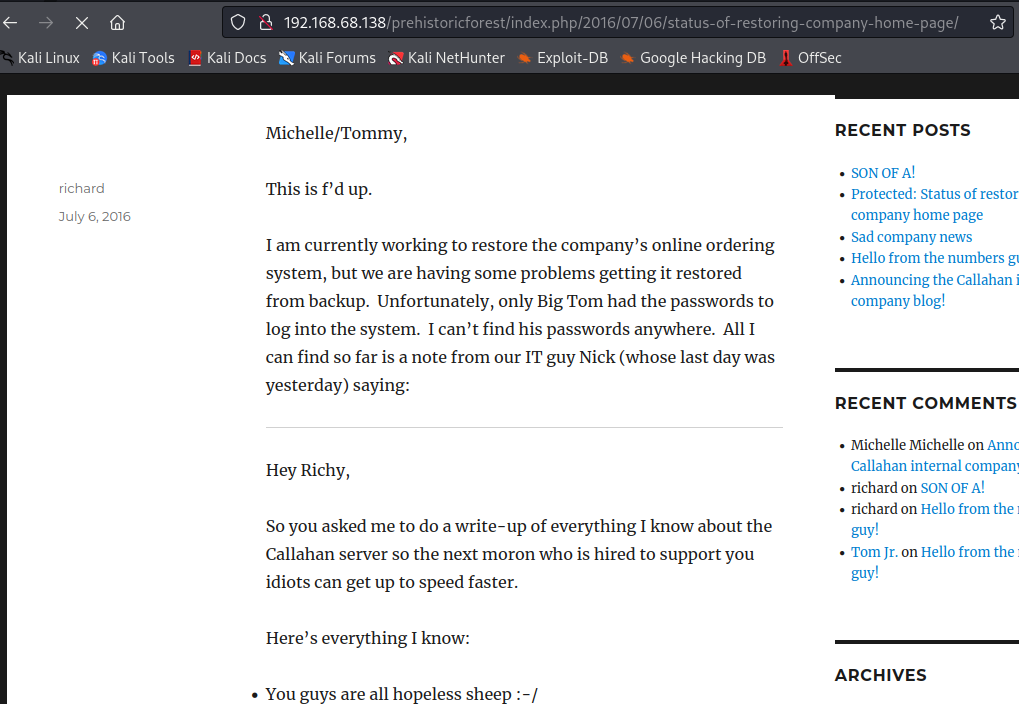 192.168.68.138/prehistoricforest/index.php/2016/07/06/status-of-restoring-company-home-page/
Kali Linux Kali Tools Kali Docs Kali Forums Kali NetHunter Exploit-DB Google Hacking DB OffSec
richard
July 6, 2016
Michelle/Tommy,
This is f’d up.
I am currently working to restore the company’s online ordering
system, but we are having some problems getting it restored
from backup.  Unfortunately, only Big Tom had the passwords to
log into the system.  I can’t find his passwords anywhere.  All I
can find so far is a note from our IT guy Nick (whose last day was
yesterday) saying:
Hey Richy,
So you asked me to do a write-up of everything I know about the
Callahan server so the next moron who is hired to support you
idiots can get up to speed faster.
Here’s everything I know:
• You guys are all hopeless sheep :-/
RECENT POSTS
• SON OF A!
• Protected: Status of restor
company home page
• Sad company news
• Hello from the numbers gu
• Announcing the Callahan i
company blog!
RECENT COMMENTS
• Michelle Michelle on Anno
Callahan internal company
• richard on SON OF A!
• richard on Hello from the
guy!
• Tom Jr. on Hello from the
guy!
ARCHIVES